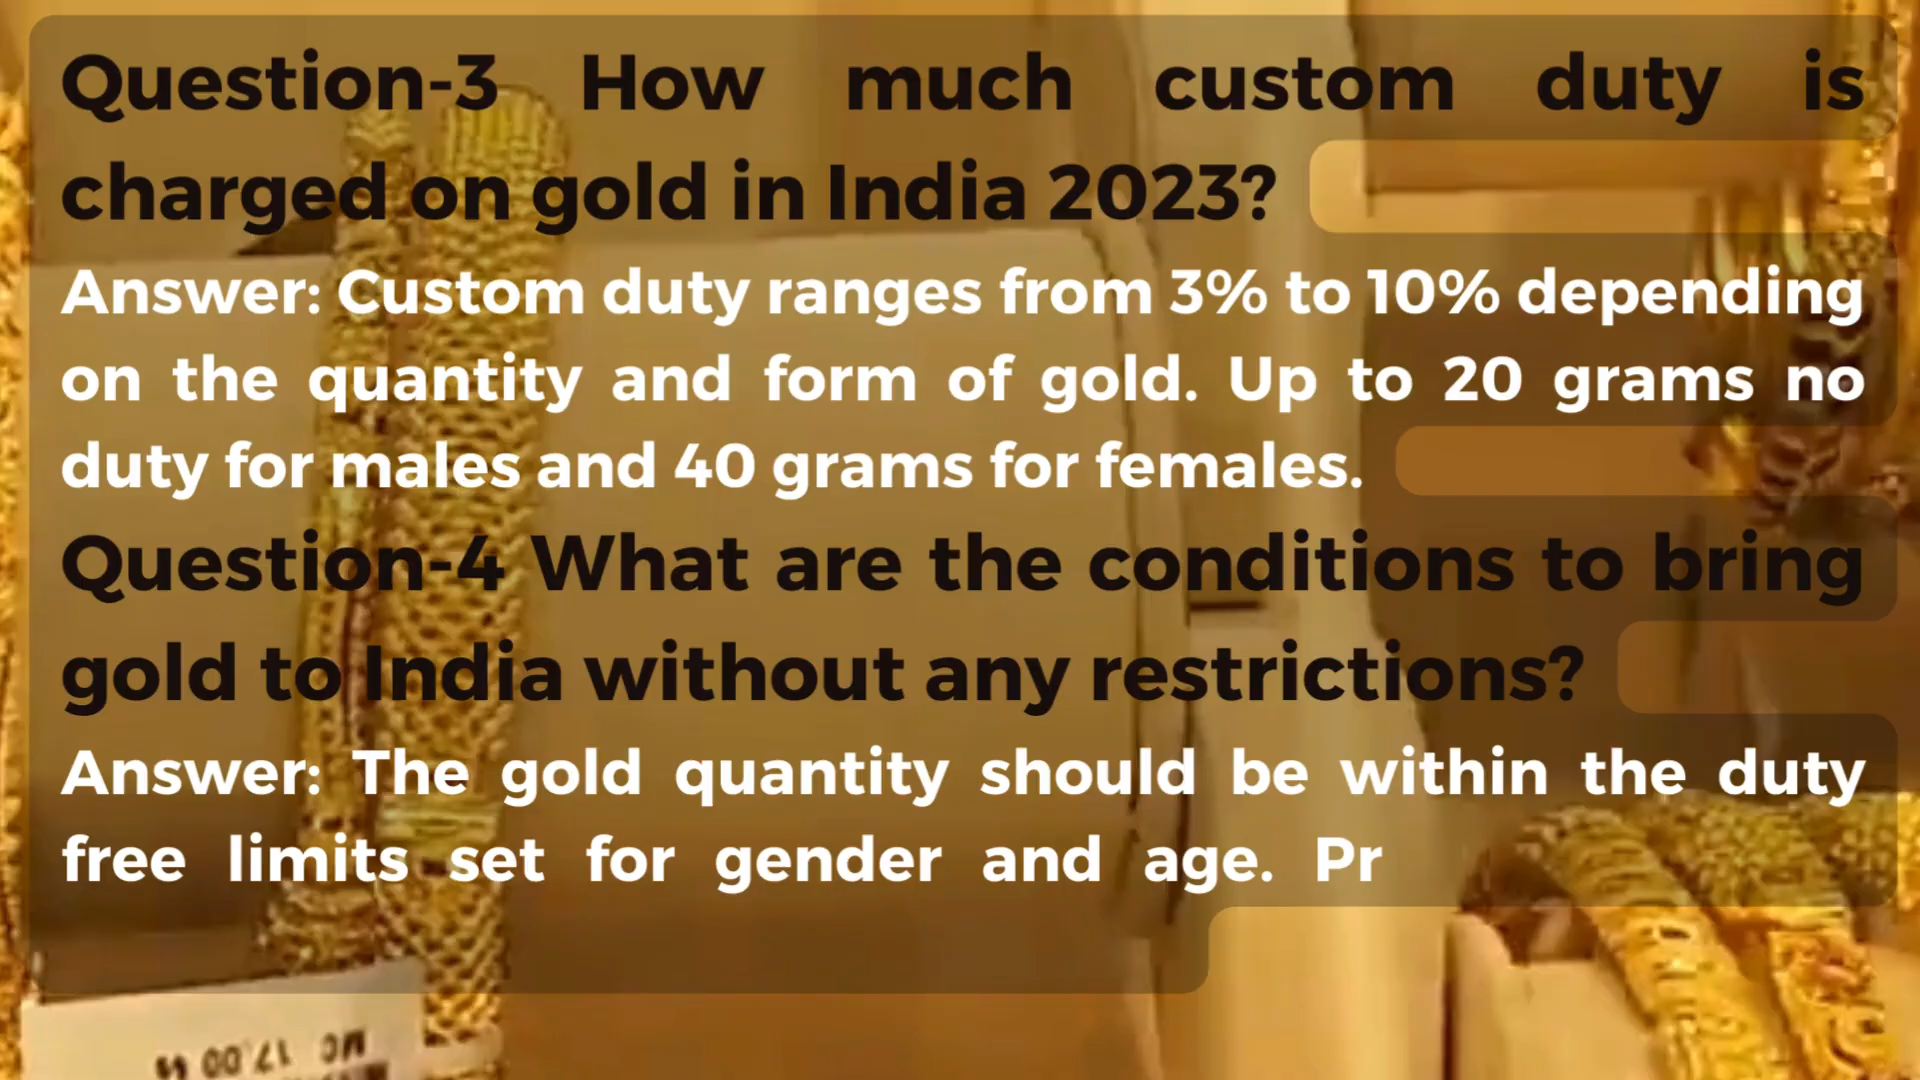 Question-3 How much custom duty is
charged on gold in India 2023?
Answer: Custom duty ranges from 3% to 10% depending
on the quantity and form of gold. Up to 20 grams no
duty for males and 40 grams for females.
Question-4 What are the conditions to bring
gold to India without any restrictions?
Answer: The gold quantity should be within the duty
free limits set for gender and age. Pr
MC 17.00